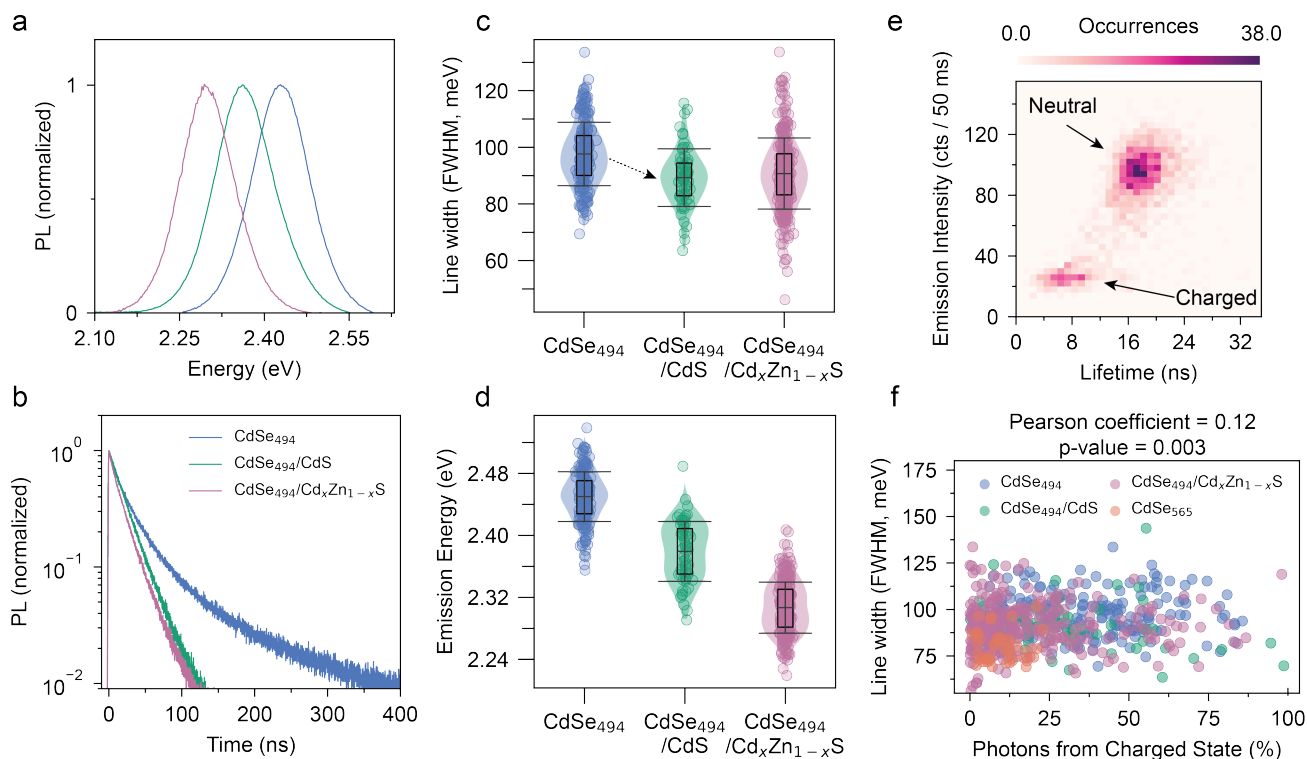 a
PL (normalized)
1
0
2.10 2.25 2.40 2.55
Energy (eV)
b
PL (normalized)
10⁰
10⁻¹
10⁻²
CdSe₄₉₄
CdSe₄₉₄/CdS
CdSe₄₉₄/CdₓZn₁₋ₓS
0 100 200 300 400
Time (ns)
c
Line width (FWHM, meV)
120
100
80
60
CdSe₄₉₄ CdSe₄₉₄ CdSe₄₉₄
/CdS /CdₓZn₁₋ₓS
d
Emission Energy (eV)
2.48
2.40
2.32
2.24
CdSe₄₉₄ CdSe₄₉₄ CdSe₄₉₄
/CdS /CdₓZn₁₋ₓS
e
Occurrences
0.0 38.0
Emission Intensity (cts / 50 ms)
120
80
40
0
Neutral
Charged
0 8 16 24 32
Lifetime (ns)
f
Pearson coefficient = 0.12
p-value = 0.003
Line width (FWHM, meV)
175
150
125
100
75
CdSe₄₉₄ CdSe₄₉₄/CdₓZn₁₋ₓS
CdSe₄₉₄/CdS CdSe₅₆₅
0 25 50 75 100
Photons from Charged State (%)